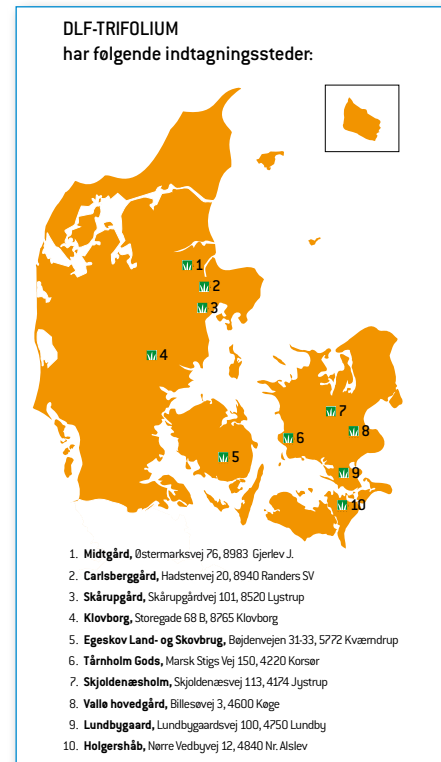 DLF-TRIFOLIUM
har følgende indtagningssteder:
1
2
3
4
7
8
6
5
9
10
1. Midtgård, Østermarksvej 76, 8983 Gjerlev J.
2. Carlsberggård, Hadstenvej 20, 8940 Randers SV
3. Skårupgård, Skårupgårdvej 101, 8520 Lystrup
4. Klovborg, Storegade 68 B, 8765 Klovborg
5. Egeskov Land- og Skovbrug, Bøjdenvejen 31-33, 5772 Kværndrup
6. Tårnholm Gods, Marsk Stigs Vej 150, 4220 Korsør
7. Skjoldenæsholm, Skjoldenæsvej 113, 4174 Jystrup
8. Vallø hovedgård, Billesøvej 3, 4600 Køge
9. Lundbygaard, Lundbygaardsvej 100, 4750 Lundby
10. Holgershåb, Nørre Vedbyvej 12, 4840 Nr. Alslev